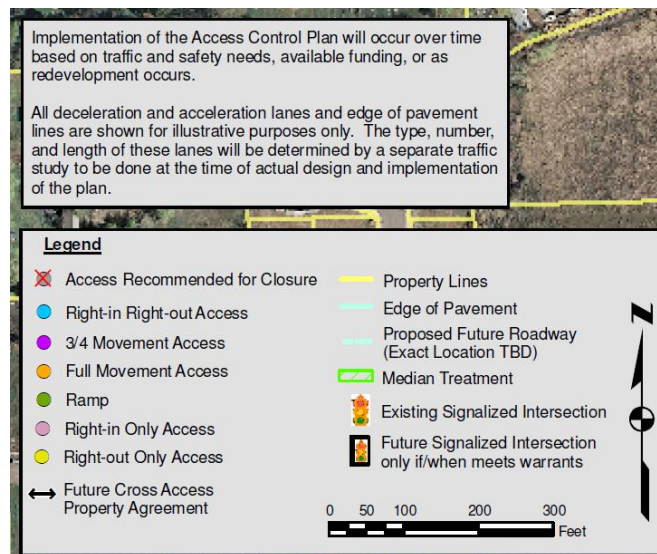 Implementation of the Access Control Plan will occur over time
based on traffic and safety needs, available funding, or as
redevelopment occurs.
All deceleration and acceleration lanes and edge of pavement
lines are shown for illustrative purposes only. The type, number,
and length of these lanes will be determined by a separate traffic
study to be done at the time of actual design and implementation
of the plan.
Legend
Access Recommended for Closure
Right-in Right-out Access
3/4 Movement Access
Full Movement Access
Ramp
Right-in Only Access
Right-out Only Access
Future Cross Access
Property Agreement
Property Lines
Edge of Pavement
Proposed Future Roadway
(Exact Location TBD)
Median Treatment
Existing Signalized Intersection
Future Signalized Intersection
only if/when meets warrants
N
0 50 100 200 300
Feet